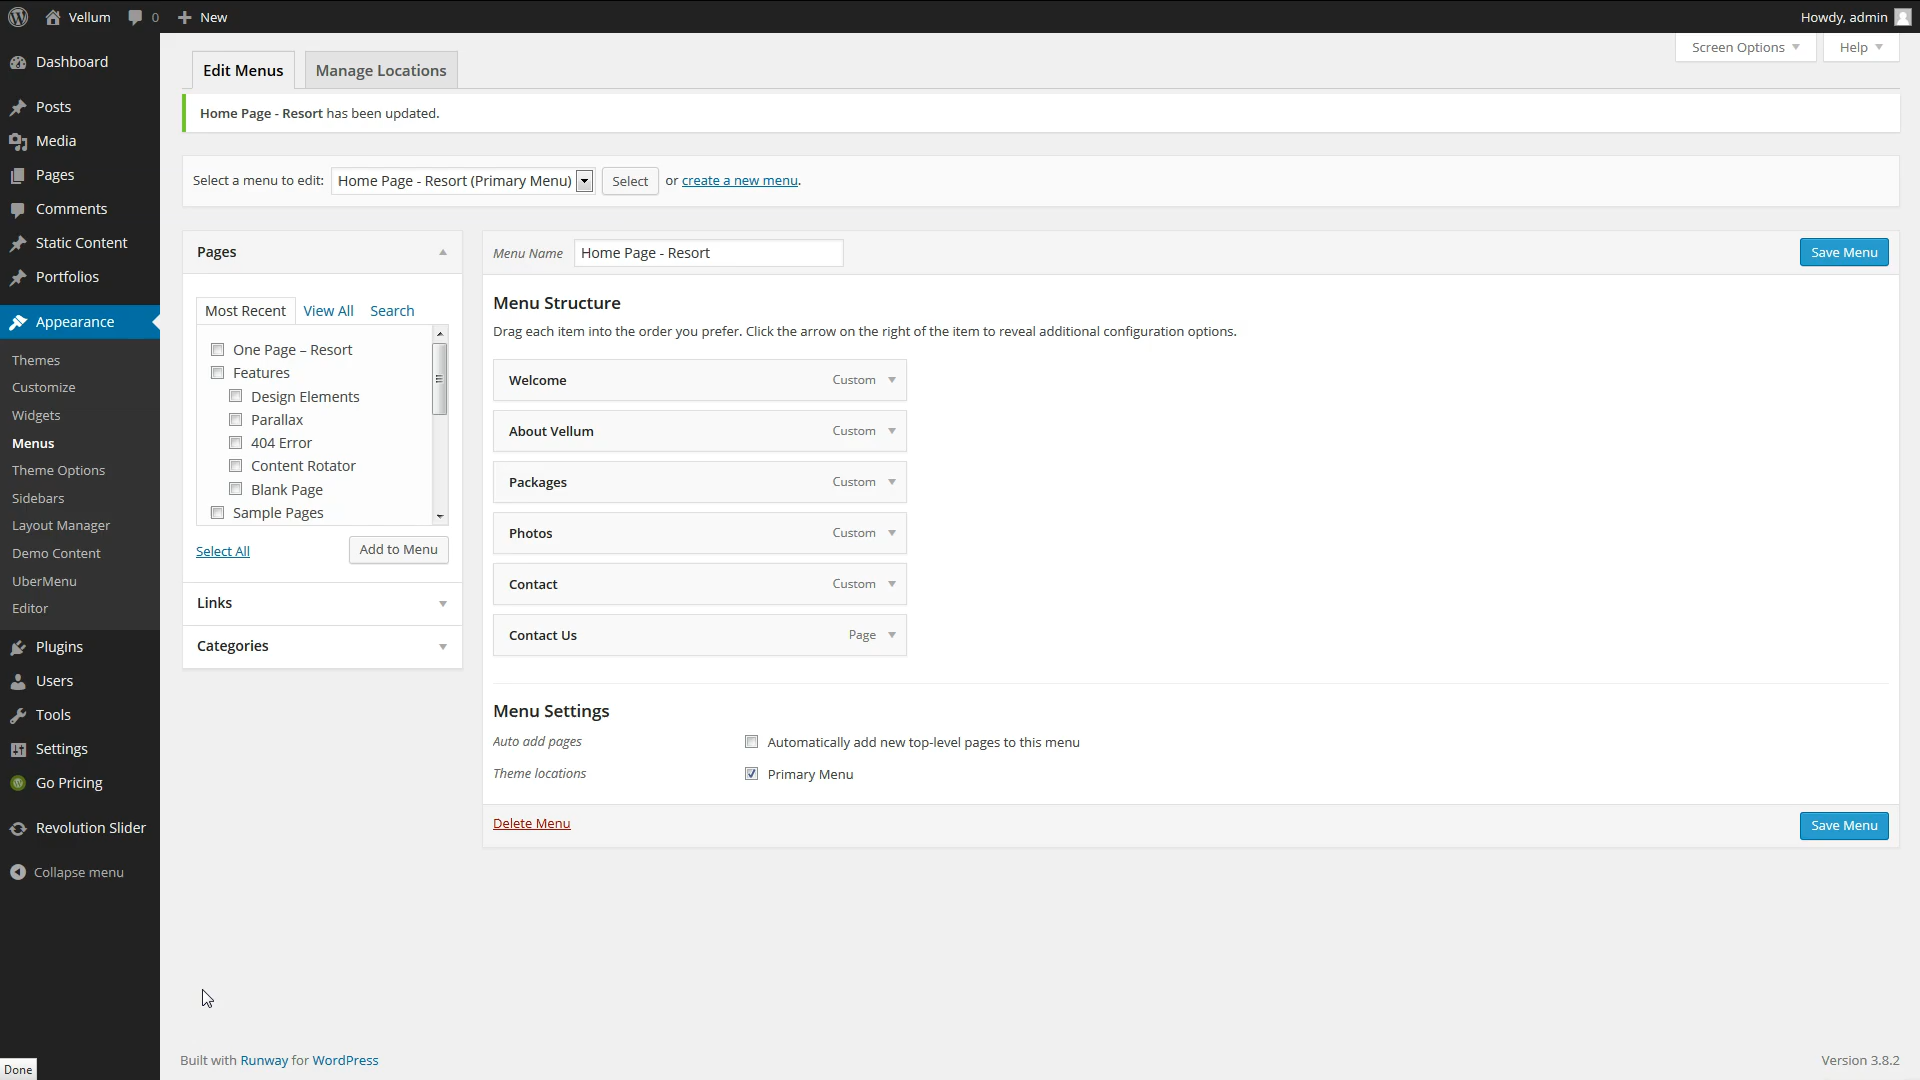 Vellum 0 New Howdy, admin
Screen Options Help
Dashboard
Posts
Media
Pages
Comments
Static Content
Portfolios
Appearance
Themes
Customize
Widgets
Menus
Theme Options
Sidebars
Layout Manager
Demo Content
UberMenu
Editor
Plugins
Users
Tools
Settings
Go Pricing
Revolution Slider
Collapse menu
Edit Menus Manage Locations
Home Page - Resort has been updated.
Select a menu to edit: Home Page - Resort (Primary Menu) Select or create a new menu.
Pages
Most Recent View All Search
One Page – Resort
Features
Design Elements
Parallax
404 Error
Content Rotator
Blank Page
Sample Pages
Select All Add to Menu
Links
Categories
Menu Name Home Page - Resort Save Menu
Menu Structure
Drag each item into the order you prefer. Click the arrow on the right of the item to reveal additional configuration options.
Welcome Custom
About Vellum Custom
Packages Custom
Photos Custom
Contact Custom
Contact Us Page
Menu Settings
Auto add pages Automatically add new top-level pages to this menu
Theme locations Primary Menu
Delete Menu Save Menu
Built with Runway for WordPress Version 3.8.2
Done